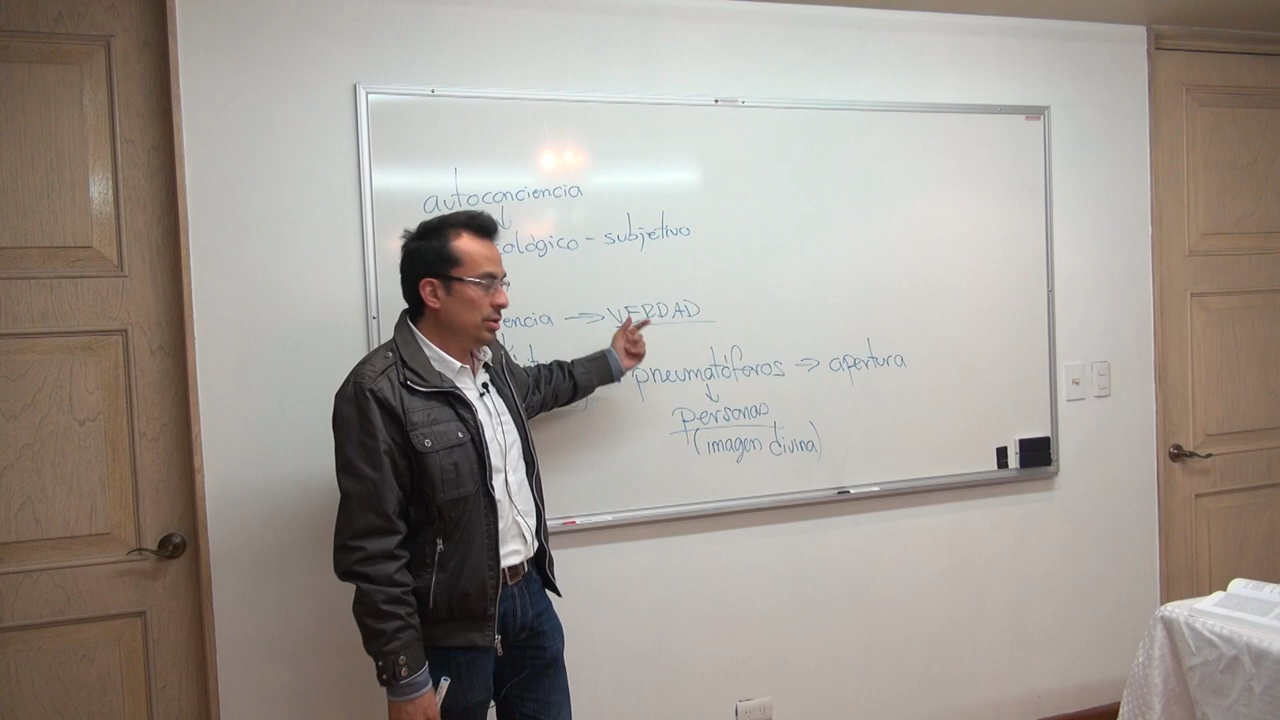 autoconciencia
ológico - subjetivo
encia → VERDAD
pneumatóforos → apertura
personas
(imagen divina)